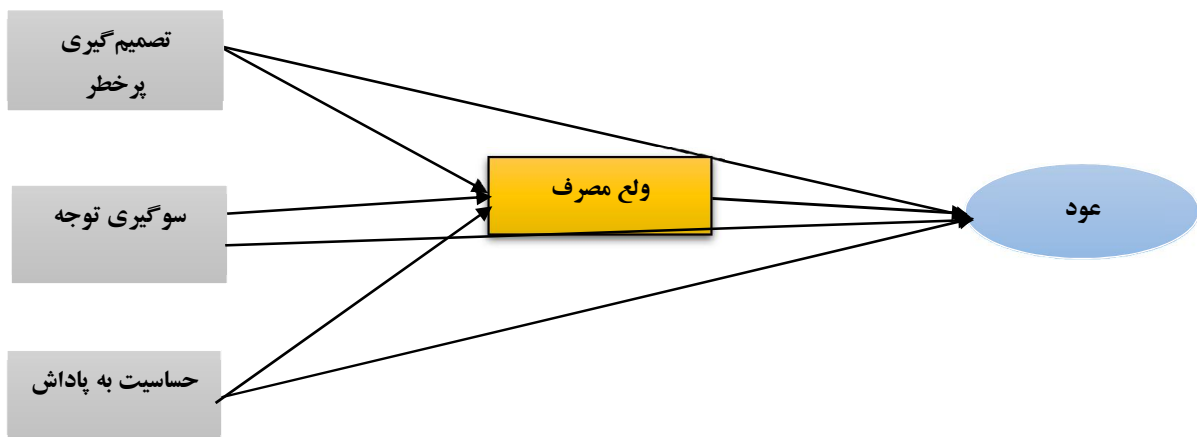 تصمیم‌گیری
پرخطر
ولع مصرف
سوگیری توجه
عود
حساسیت به پاداش